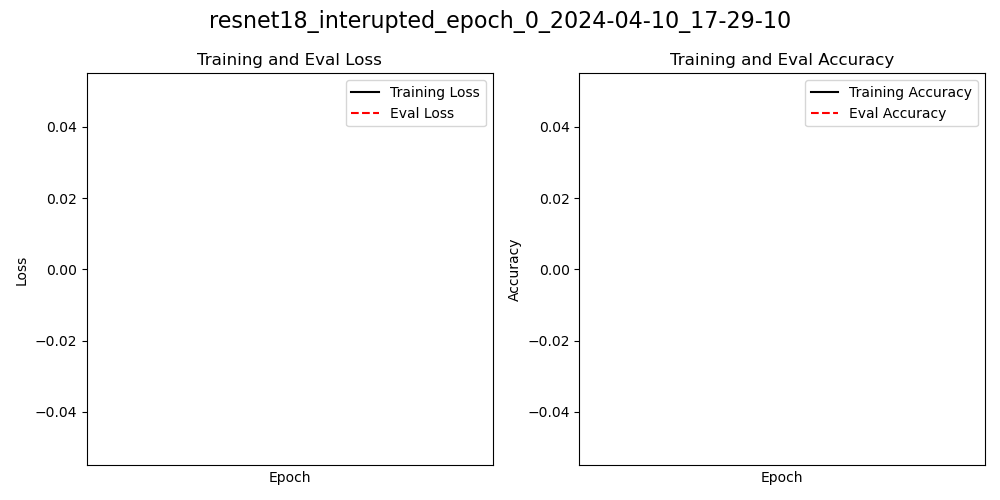 resnet18_interupted_epoch_0_2024-04-10_17-29-10
Training and Eval Loss
Training Loss
Eval Loss
0.04
0.02
0.00
−0.02
−0.04
Loss
Epoch
Training and Eval Accuracy
Training Accuracy
Eval Accuracy
0.04
0.02
0.00
−0.02
−0.04
Accuracy
Epoch